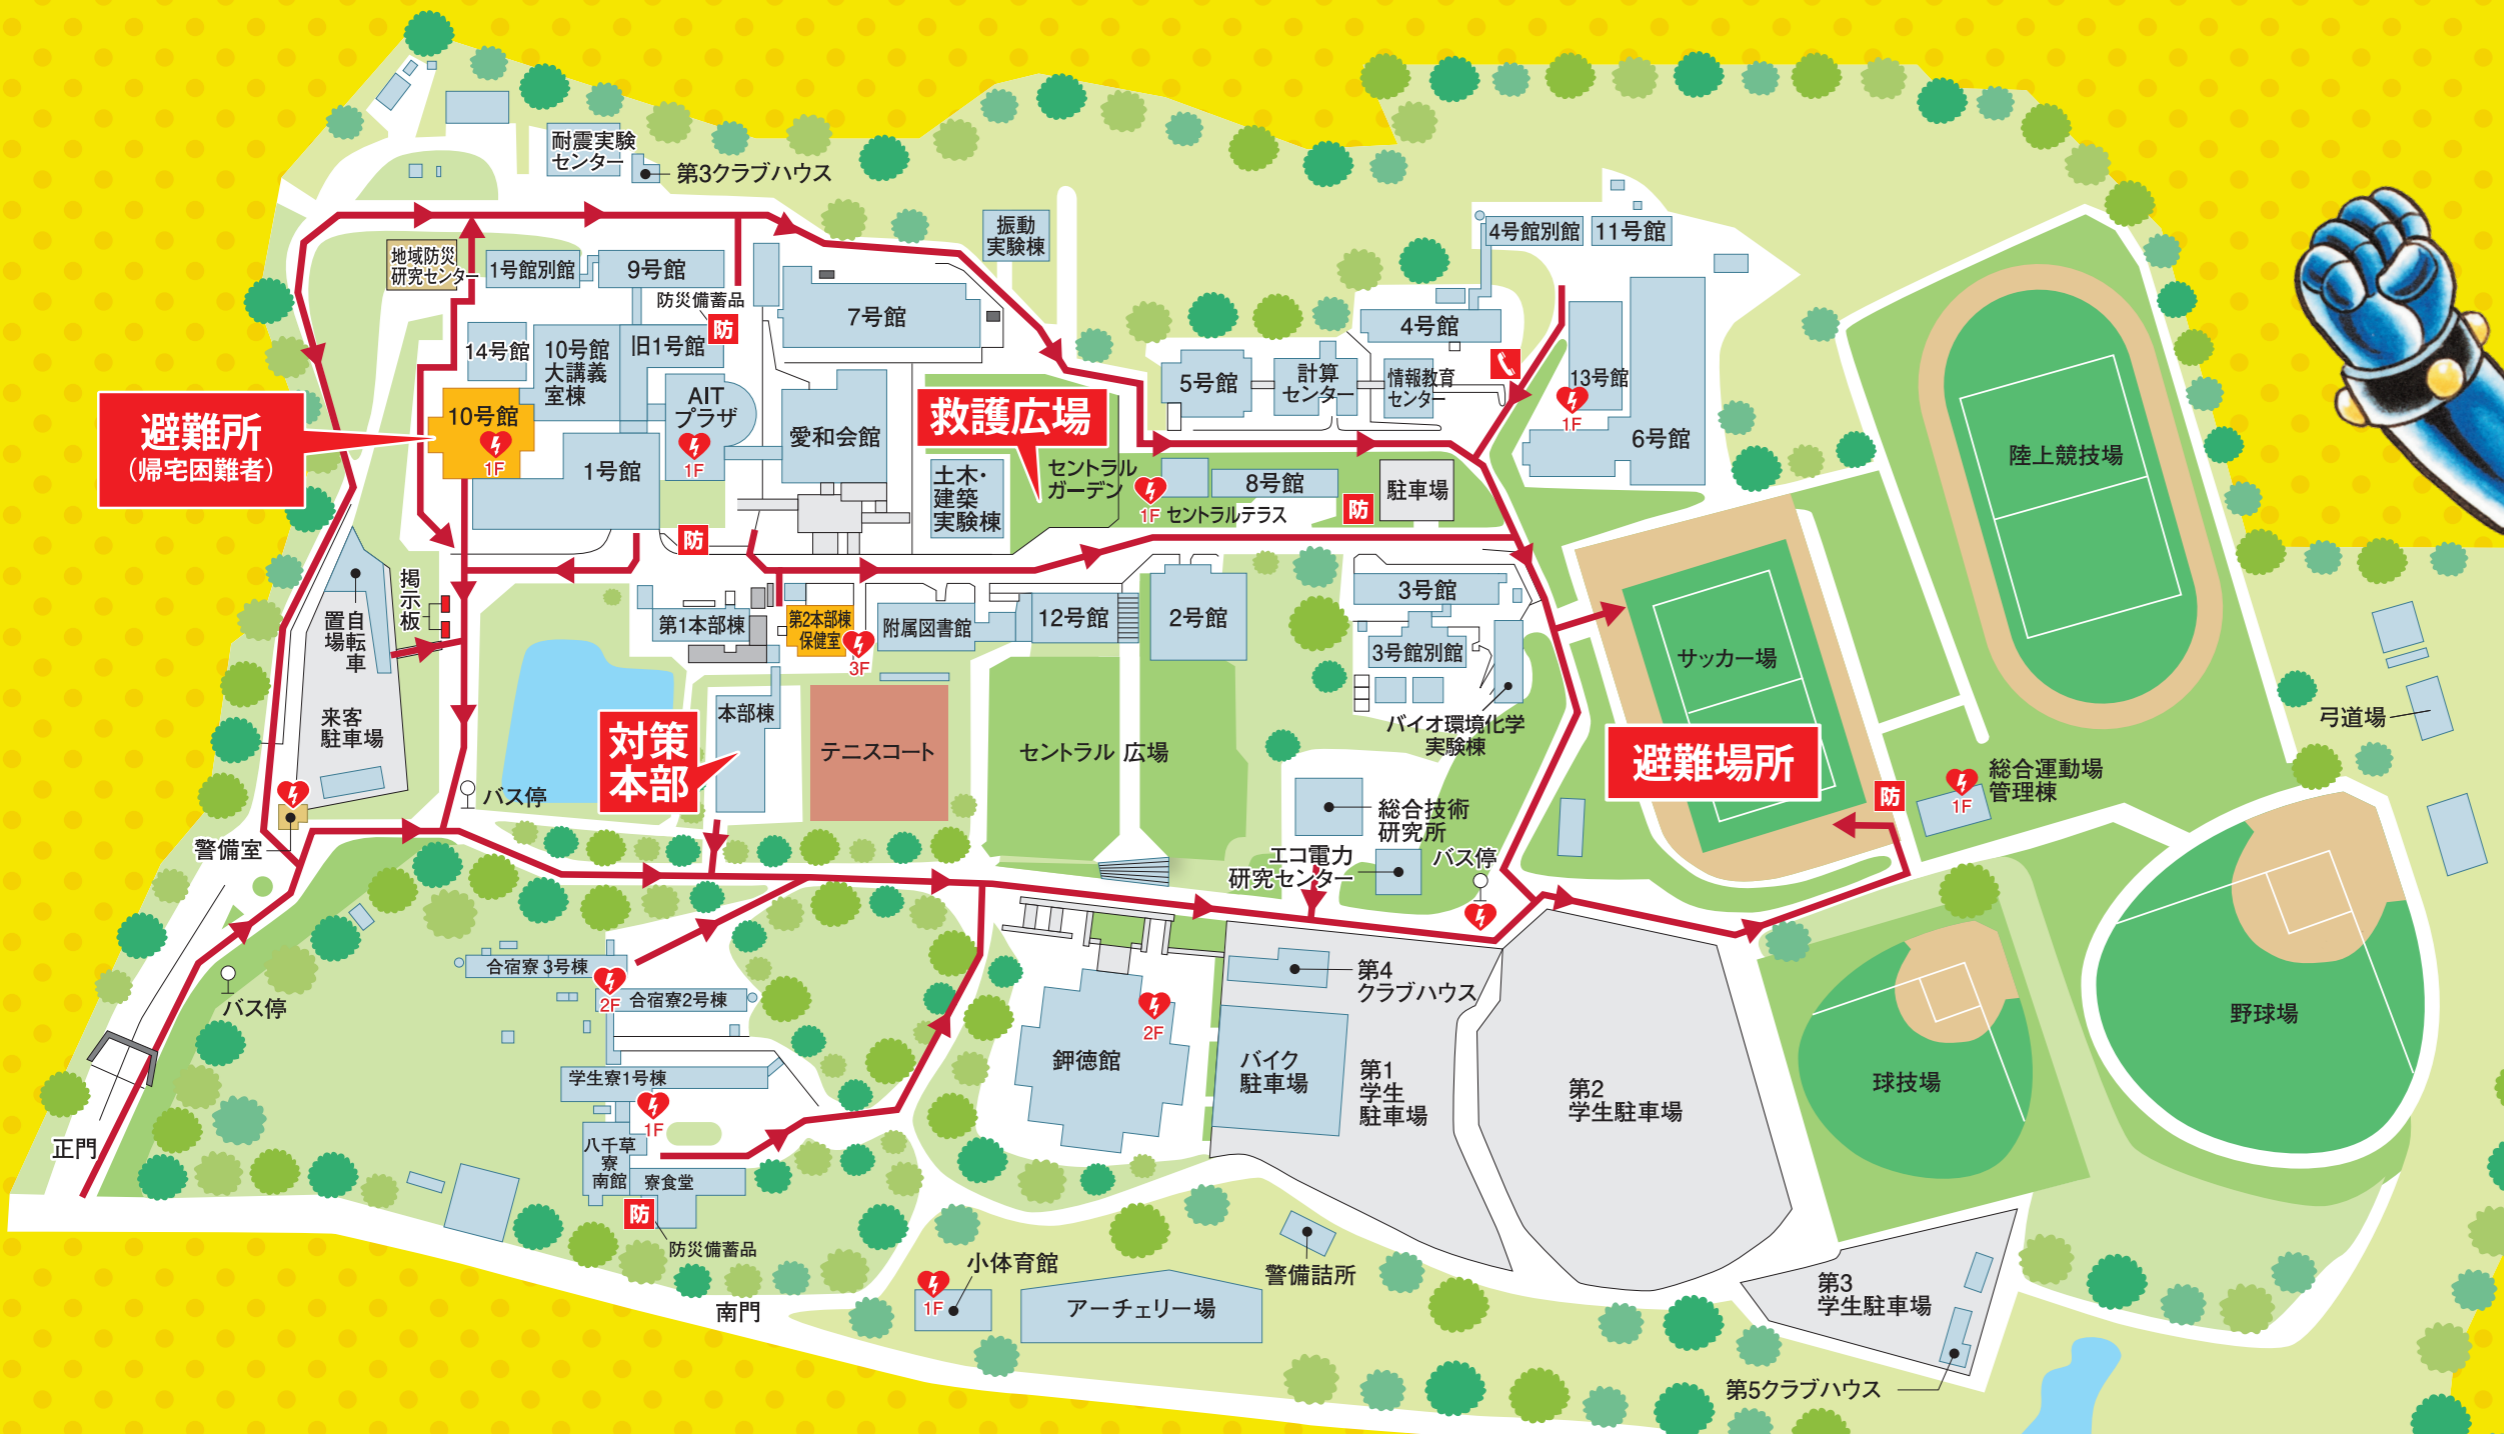 耐震実験
センター
第3クラブハウス
振動
実験棟
4号館別館
11号館
地域防災
研究センター
1号館別館
9号館
防災備蓄品
防
7号館
4号館
14号館
10号館
大講義
室棟
旧1号館
5号館
計算
センター
情報教育
センター
13号館
1F
6号館
避難所
(帰宅困難者)
10号館
1F
AIT
プラザ
1F
愛和会館
救護広場
セントラル
ガーデン
1号館
土木・
建築
実験棟
8号館
1F
セントラルテラス
防
駐車場
陸上競技場
防
掲示板
自転車
置場
第1本部棟
第2本部棟
保健室
3F
附属図書館
12号館
2号館
3号館
3号館別館
サッカー場
来客
駐車場
本部棟
対策
本部
テニスコート
セントラル 広場
バイオ環境化学
実験棟
避難場所
弓道場
バス停
防
総合運動場
管理棟
1F
総合技術
研究所
警備室
エコ電力
研究センター
バス停
合宿寮 3号棟
2F
合宿寮2号棟
バス停
第4
クラブハウス
鉀徳館
2F
バイク
駐車場
第1
学生
駐車場
第2
学生駐車場
球技場
野球場
学生寮1号棟
1F
正門
八千草
寮
南館
寮食堂
防
防災備蓄品
南門
小体育館
1F
アーチェリー場
警備詰所
第3
学生駐車場
第5クラブハウス